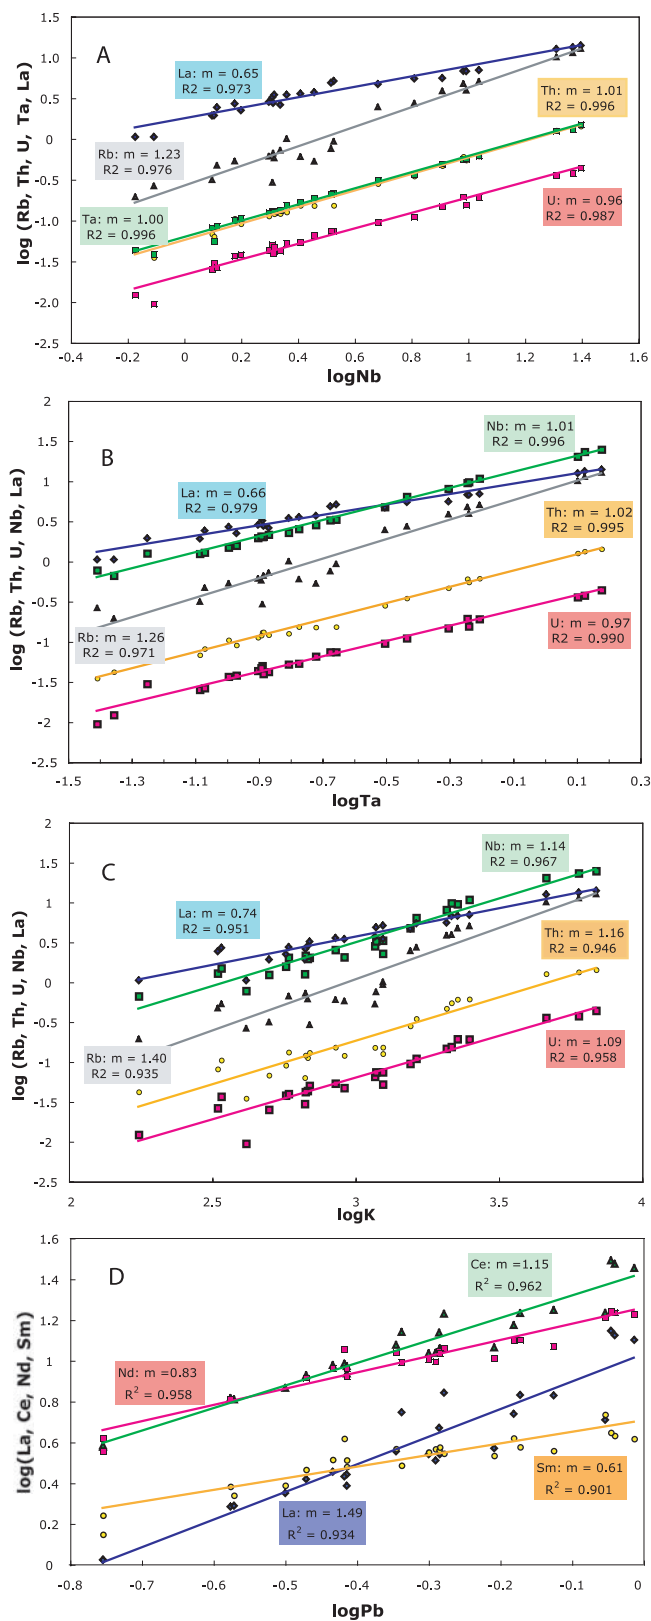 A
1.5
1.0
0.5
0
-0.5
-1.0
-1.5
-2.0
-2.5
log (Rb, Th, U, Ta, La)
La: m = 0.65
R2 = 0.973
Th: m = 1.01
R2 = 0.996
Rb: m = 1.23
R2 = 0.976
Ta: m = 1.00
R2 = 0.996
U: m = 0.96
R2 = 0.987
-0.4 -0.2 0 0.2 0.4 0.6 0.8 1 1.2 1.4 1.6
logNb
B
2
1.5
1
0.5
0
-0.5
-1
-1.5
-2
-2.5
log (Rb, Th, U, Nb, La)
Nb: m = 1.01
R2 = 0.996
La: m = 0.66
R2 = 0.979
Th: m = 1.02
R2 = 0.995
Rb: m = 1.26
R2 = 0.971
U: m = 0.97
R2 = 0.990
-1.5 -1.3 -1.1 -0.9 -0.7 -0.5 -0.3 -0.1 0.1 0.3
logTa
C
2
1.5
1
0.5
0
-0.5
-1
-1.5
-2
-2.5
log (Rb, Th, U, Nb, La)
Nb: m = 1.14
R2 = 0.967
La: m = 0.74
R2 = 0.951
Th: m = 1.16
R2 = 0.946
Rb: m = 1.40
R2 = 0.935
U: m = 1.09
R2 = 0.958
2 2.5 3 3.5 4
logK
D
1.6
1.4
1.2
1
0.8
0.6
0.4
0.2
0
log(La, Ce, Nd, Sm)
Ce: m =1.15
R² = 0.962
Nd: m =0.83
R² = 0.958
Sm: m = 0.61
R² = 0.901
La: m = 1.49
R² = 0.934
-0.8 -0.7 -0.6 -0.5 -0.4 -0.3 -0.2 -0.1 0
logPb